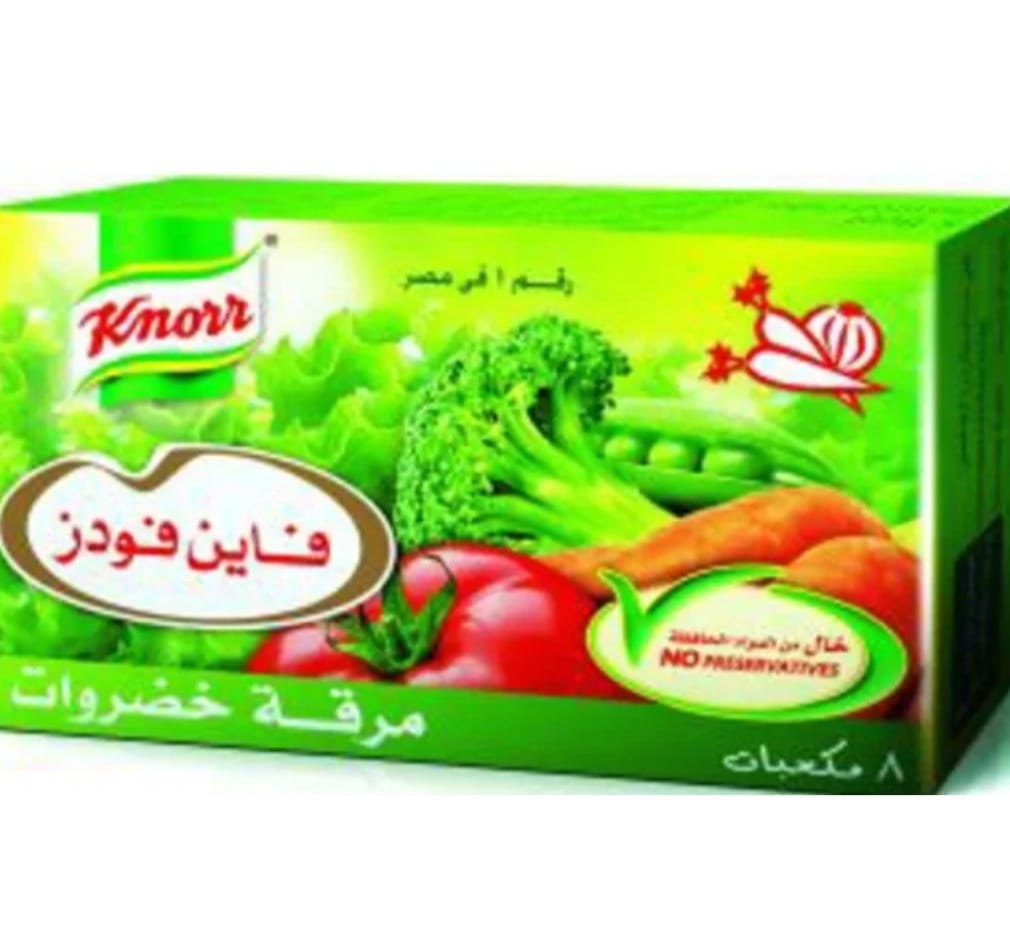 Knorr
رقم ١ في مصر
فاين فودز
خال من المواد الحافظة
NO PRESERVATIVES
مرقة خضروات
٨ مكعبات